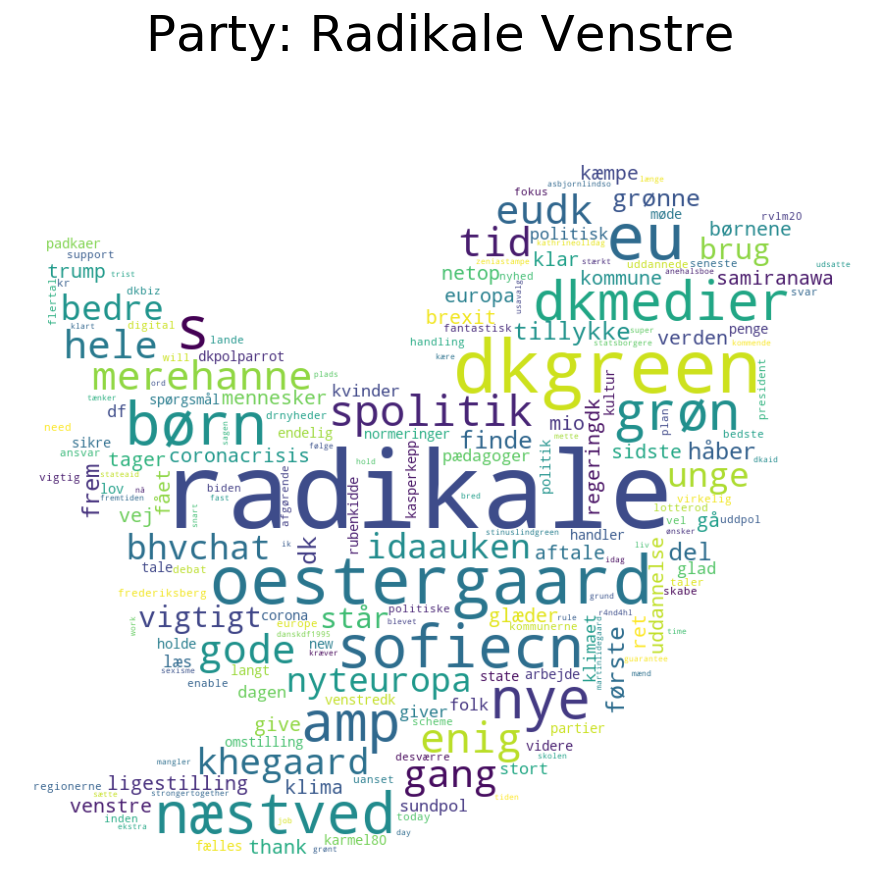 Party: Radikale Venstre
kæmpe
længe
asbjornlindso
fokus
grønne
eudk
møde
rvlm20
tid
politisk
eu
børnene
padkaer
support
kathrineolldag
brug
trump
trist
zeniastampe
stærkt
nyhed
netop
klar
uddannede
seneste
anehalsboe
udsatte
kr
dkbiz
flertal
bedre
s
europa
usavalg
dkmedier
kommune
samiranawa
svar
klart
digital
brexit
fantastisk
tillykke
super
statsborgere
verden
penge
kommende
hele
will
lande
dkpolparrot
handling
kære
dkgreen
merehanne
ord
plads
tænker
spørgsmål
mennesker
kvinder
df
børn
drnyheder
spolitik
mio
kultur
grøn
plan
president
need
sikre
sagen
endelig
normeringer
finde
mette
regeringdk
bedste
ansvar
tager
coronacrisis
følge
pædagoger
politik
sidste
håber
dkaid
vigtig
frem
stateaid
lov
nå
fået
biden
afgørende
radikale
hold
kasperkepp
bred
unge
virkelig
fremtiden
fast
snart
rubenkidde
lotterod
vej
stinuslindgreen
handler
vel
gå
uddpol
ønsker
bhvchat
dk
ik
idaauken
aftale
liv
idag
del
uddannelse
tale
debat
glad
taler
frederiksberg
oestergaard
grund
skabe
vigtigt
corona
står
politiske
blevet
glæder
rule
r4nd4h1
kommunerne
ret
time
work
europe
danskdf1995
sofiecn
klimaet
martinlidegaard
guarantee
holde
gode
kræver
new
første
læs
sexisme
langt
nyteuropa
state
arbejde
mænd
enable
dagen
venstredk
giver
folk
nye
give
amp
scheme
enig
partier
omstilling
videre
mangler
khegaard
uanset
desværre
skolen
stort
regionerne
ligestilling
klima
gang
sætte
strongertogether
tiden
venstre
næstved
sundpol
inden
job
today
ekstra
day
fælles
thank
grønt
karmel80